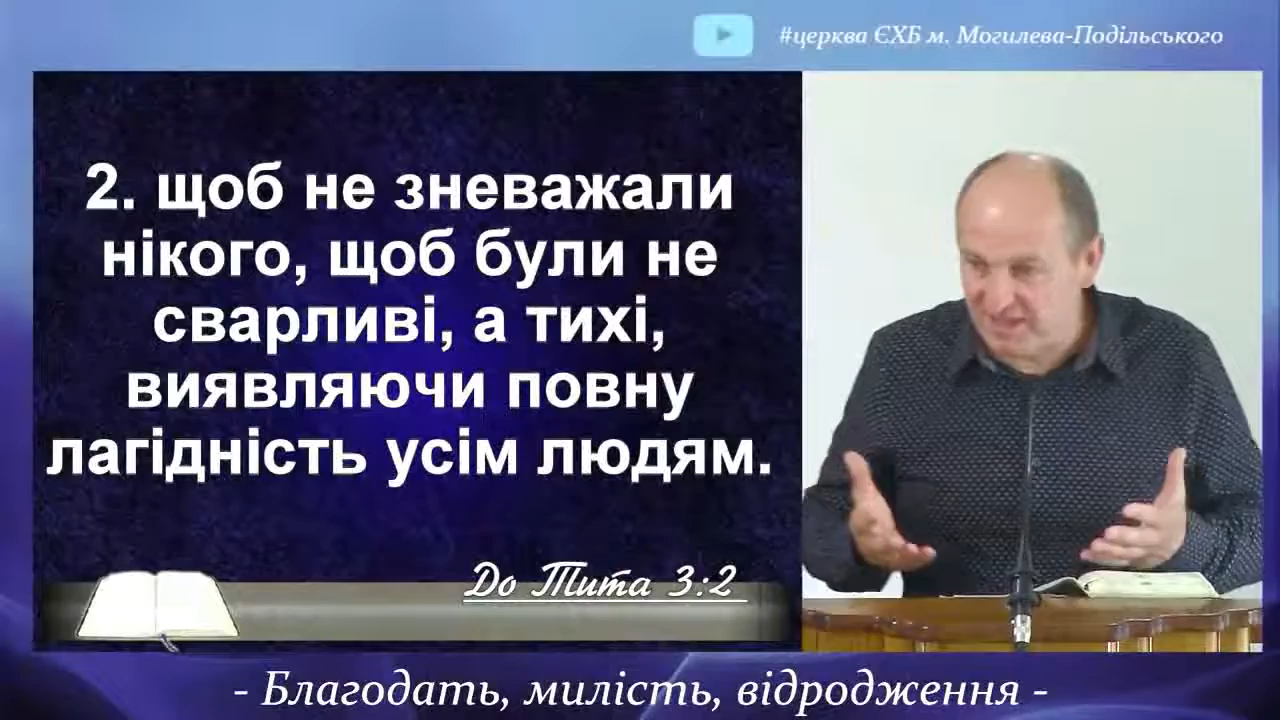 #церква ЄХБ м. Могилева-Подільського
2. щоб не зневажали
нікого, щоб були не
сварливі, а тихі,
виявляючи повну
лагідність усім людям.
До Тита 3:2
- Благодать, милість, відродження -